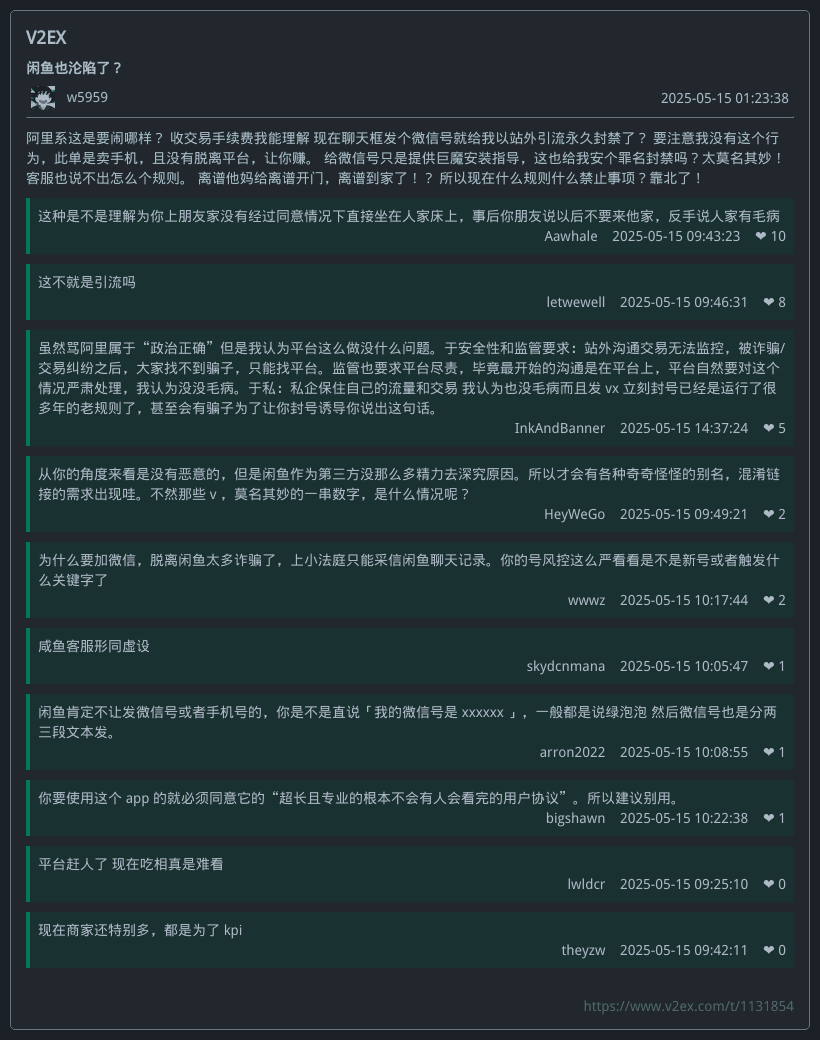 V2EX
闲鱼也沦陷了？
w5959
2025-05-15 01:23:38
阿里系这是要闹哪样？ 收交易手续费我能理解 现在聊天框发个微信号就给我以站外引流永久封禁了？ 要注意我没有这个行
为，此单是卖手机，且没有脱离平台，让你赚。 给微信号只是提供巨魔安装指导，这也给我安个罪名封禁吗？太莫名其妙！
客服也说不出怎么个规则。 离谱他妈给离谱开门，离谱到家了！？ 所以现在什么规则什么禁止事项？靠北了！
这种是不是理解为你上朋友家没有经过同意情况下直接坐在人家床上，事后你朋友说以后不要来他家，反手说人家有毛病
Aawhale 2025-05-15 09:43:23 ❤ 10
这不就是引流吗
letwewell 2025-05-15 09:46:31 ❤ 8
虽然骂阿里属于“政治正确”但是我认为平台这么做没什么问题。于安全性和监管要求：站外沟通交易无法监控，被诈骗/
交易纠纷之后，大家找不到骗子，只能找平台。监管也要求平台尽责，毕竟最开始的沟通是在平台上，平台自然要对这个
情况严肃处理，我认为没没毛病。于私：私企保住自己的流量和交易 我认为也没毛病而且发 vx 立刻封号已经是运行了很
多年的老规则了，甚至会有骗子为了让你封号诱导你说出这句话。
InkAndBanner 2025-05-15 14:37:24 ❤ 5
从你的角度来看是没有恶意的，但是闲鱼作为第三方没那么多精力去深究原因。所以才会有各种奇奇怪怪的别名，混淆链
接的需求出现哇。不然那些 v ，莫名其妙的一串数字，是什么情况呢？
HeyWeGo 2025-05-15 09:49:21 ❤ 2
为什么要加微信，脱离闲鱼太多诈骗了，上小法庭只能采信闲鱼聊天记录。你的号风控这么严看看是不是新号或者触发什
么关键字了
wwwz 2025-05-15 10:17:44 ❤ 2
咸鱼客服形同虚设
skydcnmana 2025-05-15 10:05:47 ❤ 1
闲鱼肯定不让发微信号或者手机号的，你是不是直说「我的微信号是 xxxxxx 」，一般都是说绿泡泡 然后微信号也是分两
三段文本发。
arron2022 2025-05-15 10:08:55 ❤ 1
你要使用这个 app 的就必须同意它的“超长且专业的根本不会有人会看完的用户协议”。所以建议别用。
bigshawn 2025-05-15 10:22:38 ❤ 1
平台赶人了 现在吃相真是难看
lwldcr 2025-05-15 09:25:10 ❤ 0
现在商家还特别多，都是为了 kpi
theyzw 2025-05-15 09:42:11 ❤ 0
https://www.v2ex.com/t/1131854